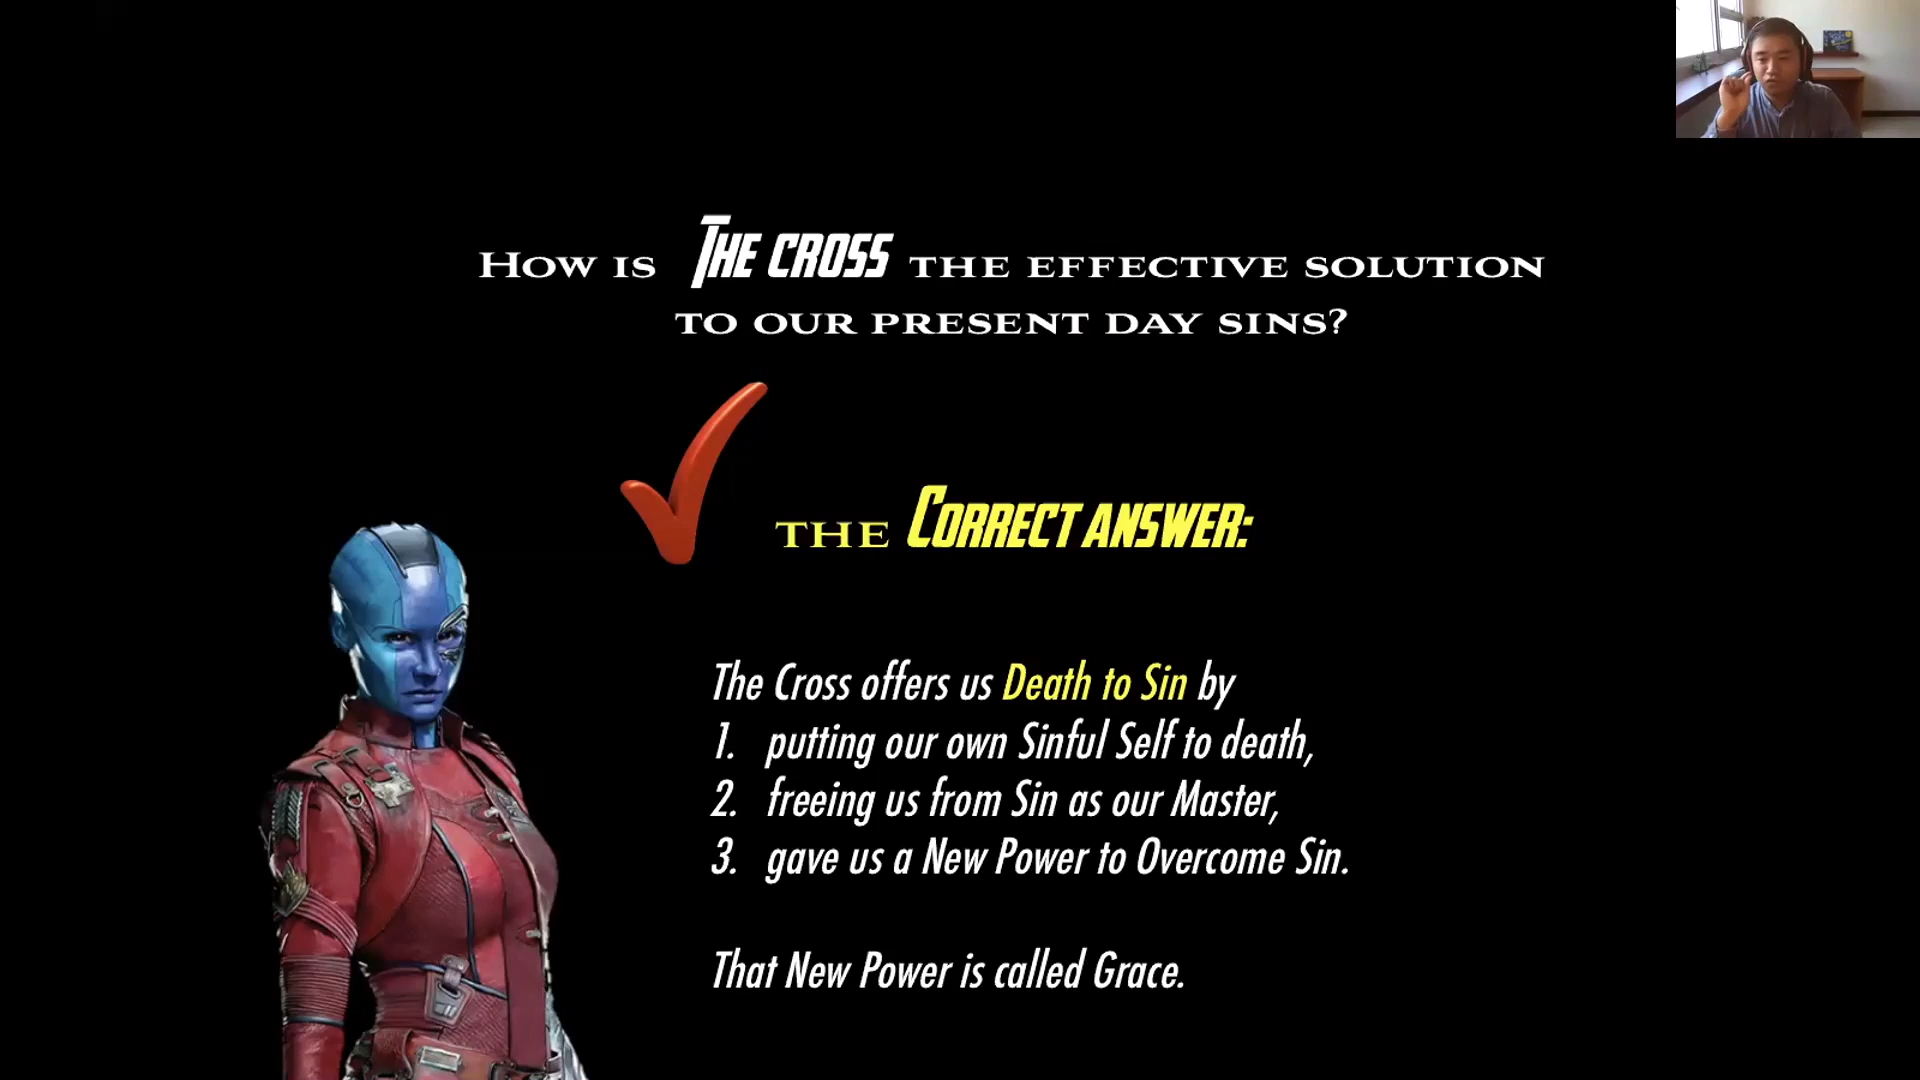 How is The cross the effective solution
to our present day sins?
the Correct answer:
The Cross offers us Death to Sin by
1. putting our own Sinful Self to death,
2. freeing us from Sin as our Master,
3. gave us a New Power to Overcome Sin.
That New Power is called Grace.